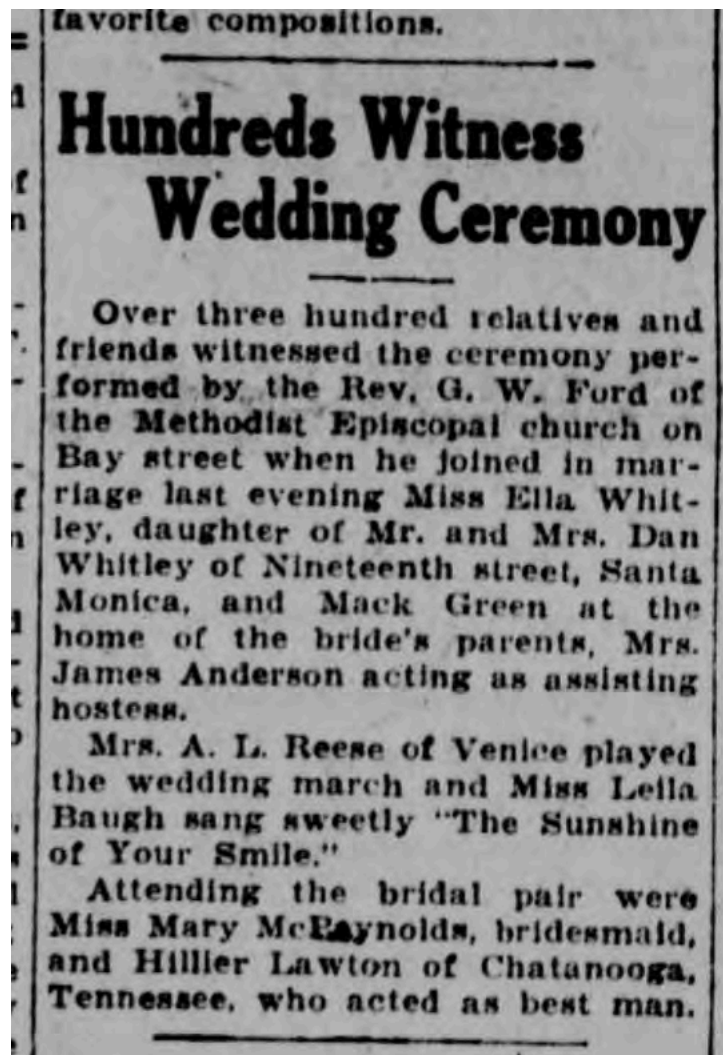 favorite compositions.
Hundreds Witness
Wedding Ceremony
Over three hundred relatives and
friends witnessed the ceremony per-
formed by the Rev. G. W. Ford of
the Methodist Episcopal church on
Bay street when he joined in mar-
riage last evening Miss Ella Whit-
ley, daughter of Mr. and Mrs. Dan
Whitley of Nineteenth street, Santa
Monica, and Mack Green at the
home of the bride's parents, Mrs.
James Anderson acting as assisting
hostess.
Mrs. A. L. Reese of Venice played
the wedding march and Miss Leila
Baugh sang sweetly "The Sunshine
of Your Smile."
Attending the bridal pair were
Miss Mary bridesmaid,
and Hillier Lawton of Chatanooga,
Tennessee, who acted as best man.